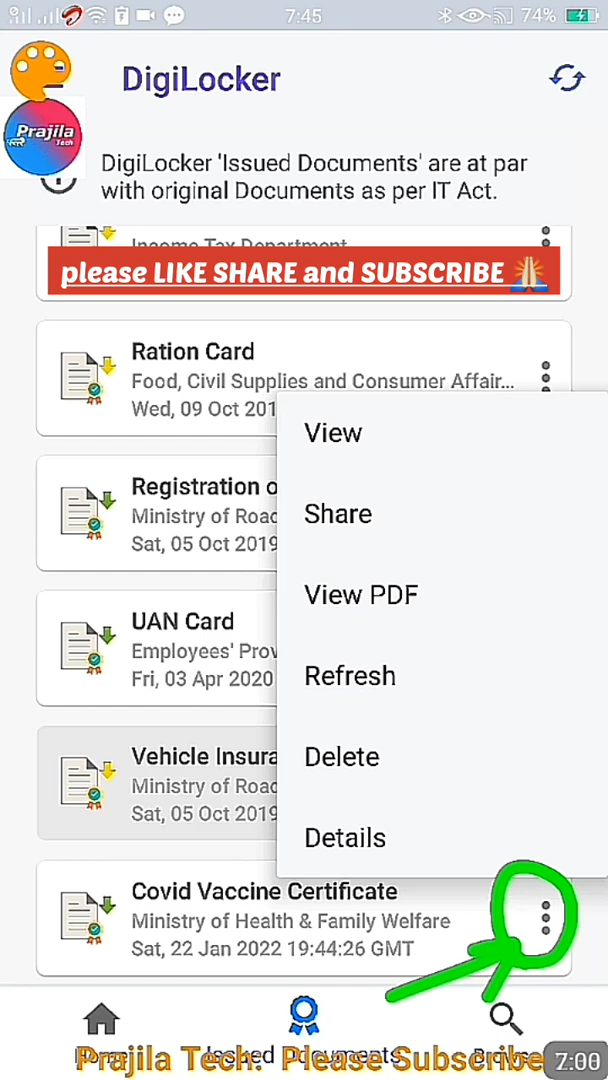 7:45
74%
DigiLocker
Prajila
Tech
DigiLocker 'Issued Documents' are at par
with original Documents as per IT Act.
Income Tax Department
please LIKE SHARE and SUBSCRIBE 🙏
Ration Card
Food, Civil Supplies and Consumer Affair...
Wed, 09 Oct 201
View
Registration o
Share
Ministry of Road
Sat, 05 Oct 2019
View PDF
UAN Card
Employees' Prov
Fri, 03 Apr 2020
Refresh
Vehicle Insura
Delete
Ministry of Road
Sat, 05 Oct 2019
Details
Covid Vaccine Certificate
Ministry of Health & Family Welfare
Sat, 22 Jan 2022 19:44:26 GMT
Issued Documents
Prajila Tech. Please Subscribe
7:00